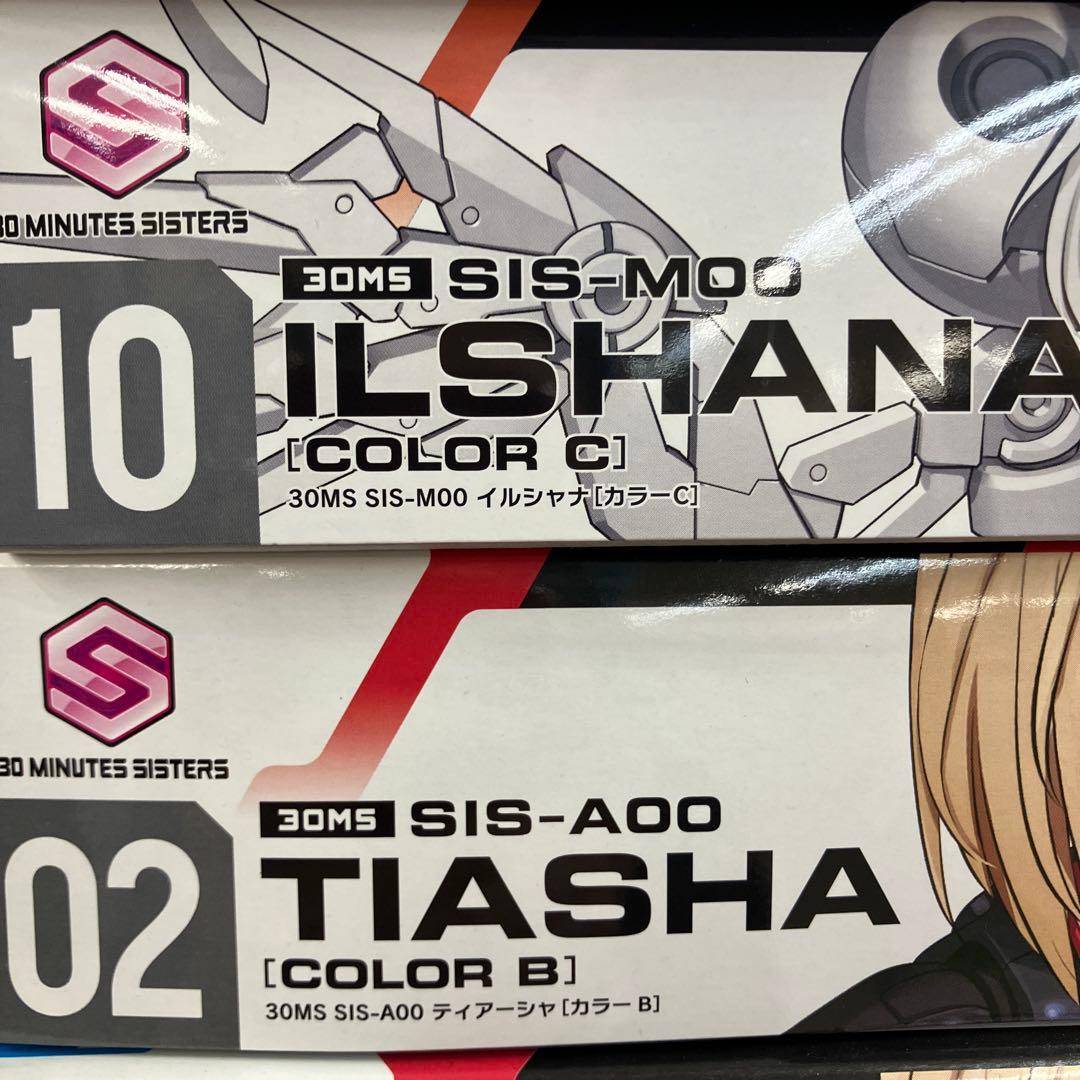 30 MINUTES SISTERS
10
30MS SIS-M00
ILSHANA
[COLOR C]
30MS SIS-M00 イルシャナ[カラーC]
30 MINUTES SISTERS
02
30MS SIS-A00
TIASHA
[COLOR B]
30MS SIS-A00 ティアーシャ[カラー B]